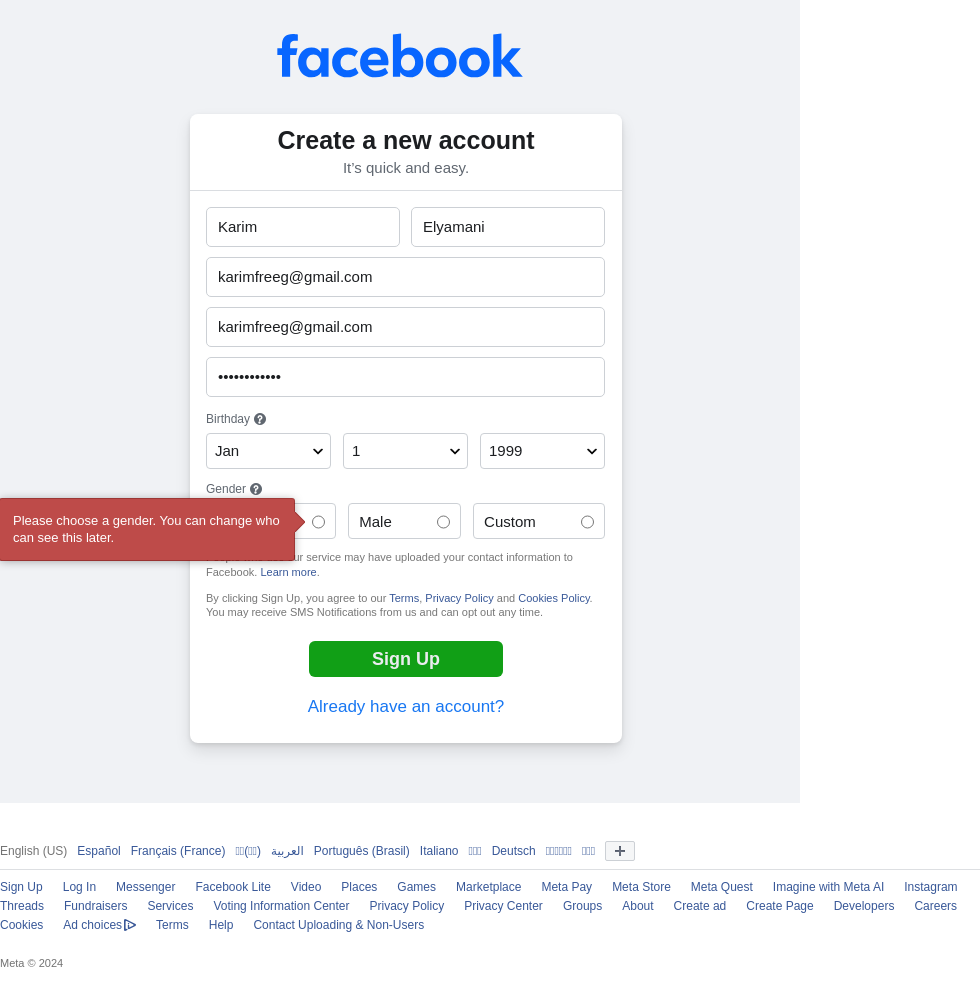 facebook
Create a new account
It’s quick and easy.
Karim
Elyamani
karimfreeg@gmail.com
karimfreeg@gmail.com
••••••••••••
Birthday
Jan
1
1999
Gender
Please choose a gender. You can change who
can see this later.
Male
Custom
service may have uploaded your contact information to
Facebook. Learn more.
By clicking Sign Up, you agree to our Terms, Privacy Policy and Cookies Policy.
You may receive SMS Notifications from us and can opt out any time.
Sign Up
Already have an account?
English (US) Español Français (France) العربية Português (Brasil) Italiano Deutsch
Sign Up Log In Messenger Facebook Lite Video Places Games Marketplace Meta Pay Meta Store Meta Quest Imagine with Meta AI Instagram
Threads Fundraisers Services Voting Information Center Privacy Policy Privacy Center Groups About Create ad Create Page Developers Careers
Cookies Ad choices Terms Help Contact Uploading & Non-Users
Meta © 2024